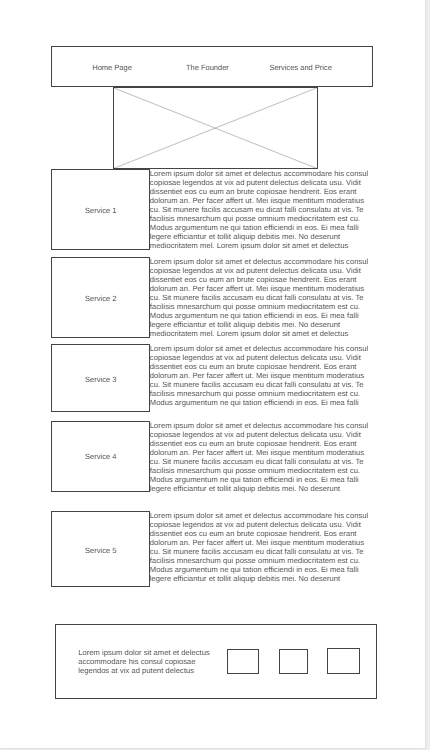 Home Page The Founder Services and Price
Lorem ipsum dolor sit amet et delectus accommodare his consul
copiosae legendos at vix ad putent delectus delicata usu. Vidit
dissentiet eos cu eum an brute copiosae hendrerit. Eos erant
dolorum an. Per facer affert ut. Mei iisque mentitum moderatius
cu. Sit munere facilis accusam eu dicat falli consulatu at vis. Te
facilisis mnesarchum qui posse omnium mediocritatem est cu.
Modus argumentum ne qui tation efficiendi in eos. Ei mea falli
legere efficiantur et tollit aliquip debitis mei. No deserunt
mediocritatem mel. Lorem ipsum dolor sit amet et delectus
Service 1
Lorem ipsum dolor sit amet et delectus accommodare his consul
copiosae legendos at vix ad putent delectus delicata usu. Vidit
dissentiet eos cu eum an brute copiosae hendrerit. Eos erant
dolorum an. Per facer affert ut. Mei iisque mentitum moderatius
cu. Sit munere facilis accusam eu dicat falli consulatu at vis. Te
facilisis mnesarchum qui posse omnium mediocritatem est cu.
Modus argumentum ne qui tation efficiendi in eos. Ei mea falli
legere efficiantur et tollit aliquip debitis mei. No deserunt
mediocritatem mel. Lorem ipsum dolor sit amet et delectus
Service 2
Lorem ipsum dolor sit amet et delectus accommodare his consul
copiosae legendos at vix ad putent delectus delicata usu. Vidit
dissentiet eos cu eum an brute copiosae hendrerit. Eos erant
dolorum an. Per facer affert ut. Mei iisque mentitum moderatius
cu. Sit munere facilis accusam eu dicat falli consulatu at vis. Te
facilisis mnesarchum qui posse omnium mediocritatem est cu.
Modus argumentum ne qui tation efficiendi in eos. Ei mea falli
Service 3
Lorem ipsum dolor sit amet et delectus accommodare his consul
copiosae legendos at vix ad putent delectus delicata usu. Vidit
dissentiet eos cu eum an brute copiosae hendrerit. Eos erant
dolorum an. Per facer affert ut. Mei iisque mentitum moderatius
cu. Sit munere facilis accusam eu dicat falli consulatu at vis. Te
facilisis mnesarchum qui posse omnium mediocritatem est cu.
Modus argumentum ne qui tation efficiendi in eos. Ei mea falli
legere efficiantur et tollit aliquip debitis mei. No deserunt
Service 4
Lorem ipsum dolor sit amet et delectus accommodare his consul
copiosae legendos at vix ad putent delectus delicata usu. Vidit
dissentiet eos cu eum an brute copiosae hendrerit. Eos erant
dolorum an. Per facer affert ut. Mei iisque mentitum moderatius
cu. Sit munere facilis accusam eu dicat falli consulatu at vis. Te
facilisis mnesarchum qui posse omnium mediocritatem est cu.
Modus argumentum ne qui tation efficiendi in eos. Ei mea falli
legere efficiantur et tollit aliquip debitis mei. No deserunt
Service 5
Lorem ipsum dolor sit amet et delectus
accommodare his consul copiosae
legendos at vix ad putent delectus